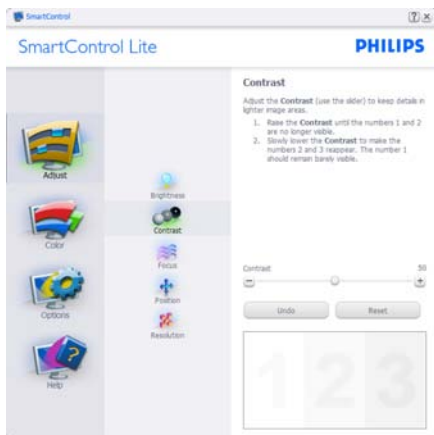 SmartControl
SmartControl Lite
PHILIPS
Adjust
Color
Options
Help
Brightness
Contrast
Focus
Position
Resolution
Contrast
Adjust the Contrast (use the slider) to keep details in
lighter image areas.
1. Raise the Contrast until the numbers 1 and 2
are no longer visible.
2. Slowly lower the Contrast to make the
numbers 2 and 3 reappear. The number 1
should remain barely visible.
Contrast 50
Undo Reset
1 2 3